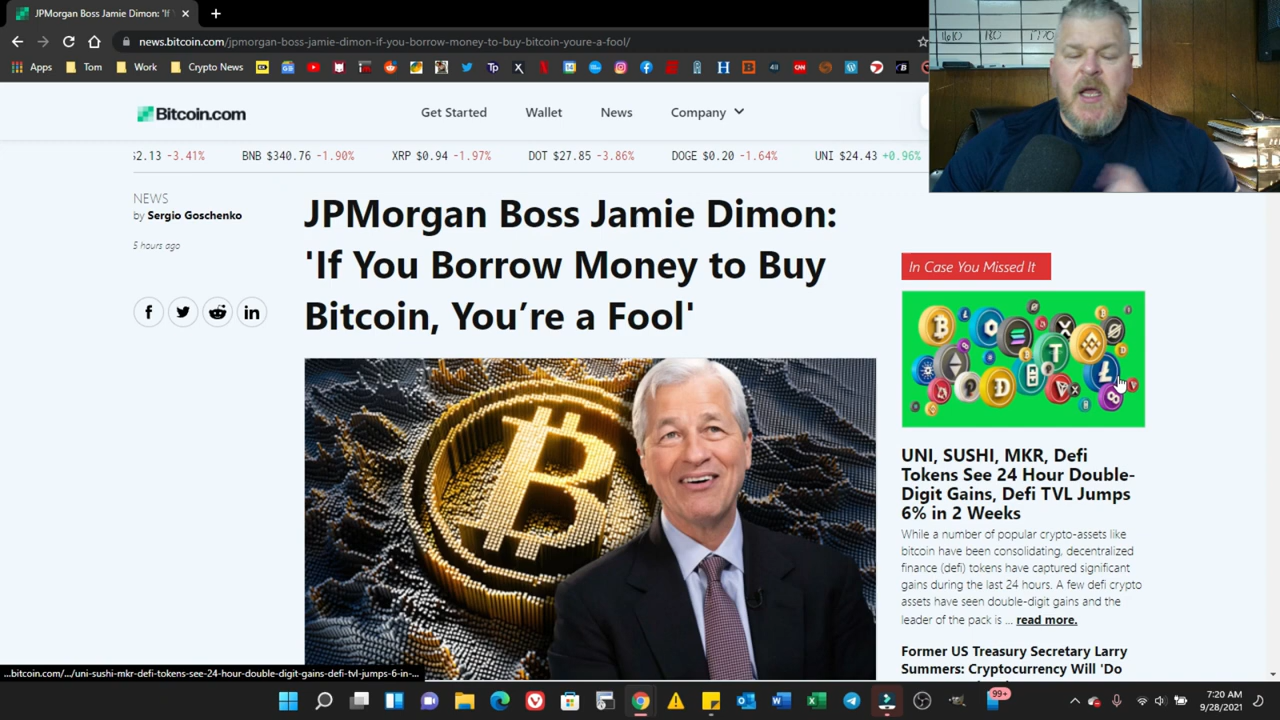 JPMorgan Boss Jamie Dimon: 'If
news.bitcoin.com/jpmorgan-boss-jamie-dimon-if-you-borrow-money-to-buy-bitcoin-youre-a-fool/
Apps Tom Work Crypto News
Bitcoin.com Get Started Wallet News Company
2.13 -3.41% BNB $340.76 -1.90% XRP $0.94 -1.97% DOT $27.85 -3.86% DOGE $0.20 -1.64% UNI $24.43 +0.96%
NEWS
by Sergio Goschenko
5 hours ago
JPMorgan Boss Jamie Dimon:
'If You Borrow Money to Buy
Bitcoin, You’re a Fool'
In Case You Missed It
UNI, SUSHI, MKR, Defi
Tokens See 24 Hour Double-
Digit Gains, Defi TVL Jumps
6% in 2 Weeks
While a number of popular crypto-assets like
bitcoin have been consolidating, decentralized
finance (defi) tokens have captured significant
gains during the last 24 hours. A few defi crypto
assets have seen double-digit gains and the
leader of the pack is ... read more.
Former US Treasury Secretary Larry
Summers: Cryptocurrency Will 'Do
...bitcoin.com/.../uni-sushi-mkr-defi-tokens-see-24-hour-double-digit-gains-defi-tvl-jumps-6-in-...
99+
7:20 AM
9/28/2021